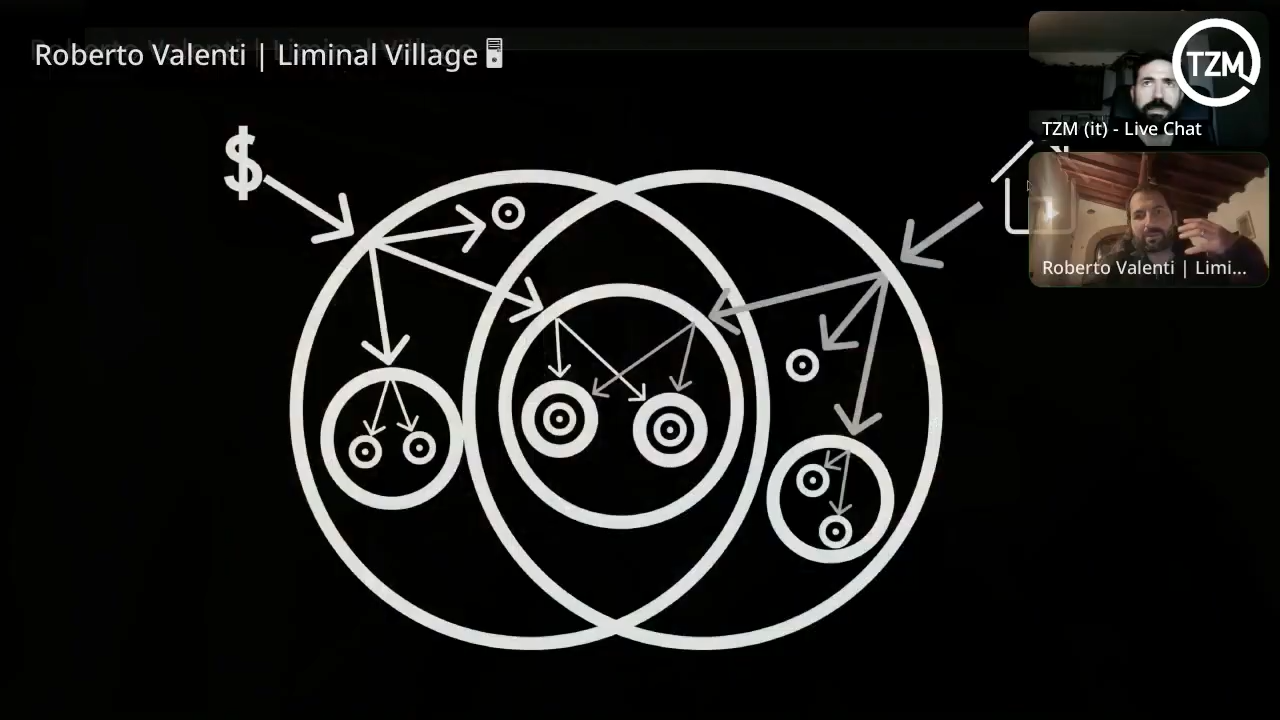 Roberto Valenti | Liminal Village
TZM
TZM (it) - Live Chat
$
Roberto Valenti | Limi...